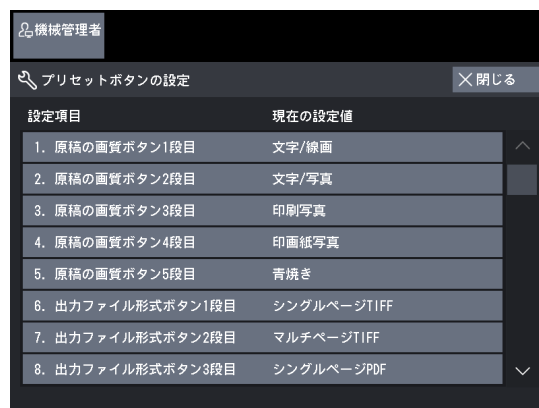 機械管理者
プリセットボタンの設定
閉じる
設定項目 現在の設定値
1. 原稿の画質ボタン1段目 文字/線画
2. 原稿の画質ボタン2段目 文字/写真
3. 原稿の画質ボタン3段目 印刷写真
4. 原稿の画質ボタン4段目 印画紙写真
5. 原稿の画質ボタン5段目 青焼き
6. 出力ファイル形式ボタン1段目 シングルページTIFF
7. 出力ファイル形式ボタン2段目 マルチページTIFF
8. 出力ファイル形式ボタン3段目 シングルページPDF